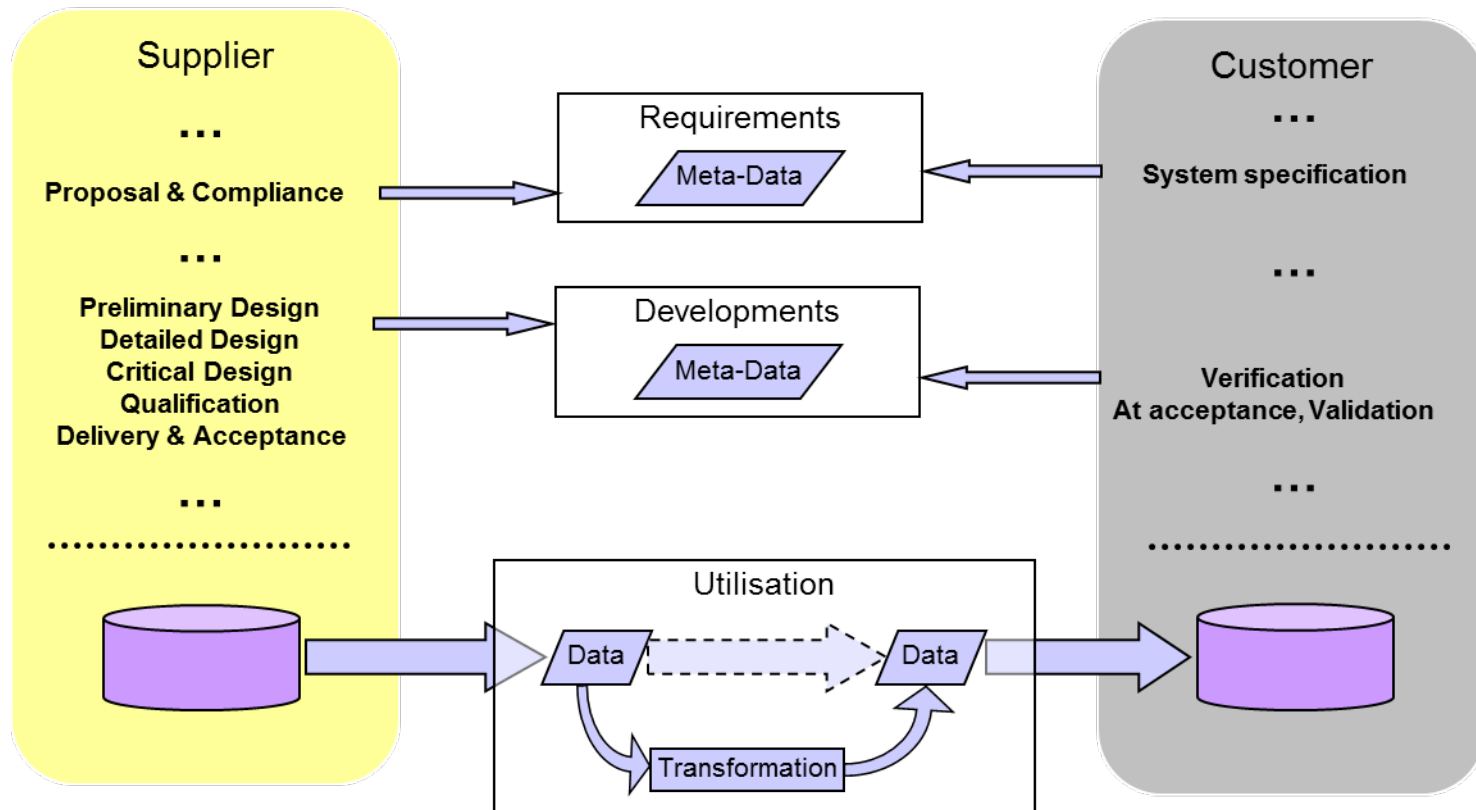 Supplier
...
Proposal & Compliance
...
Preliminary Design
Detailed Design
Critical Design
Qualification
Delivery & Acceptance
...
Requirements
Meta-Data
Developments
Meta-Data
Utilisation
Data
Data
Transformation
Customer
...
System specification
...
Verification
At acceptance, Validation
...